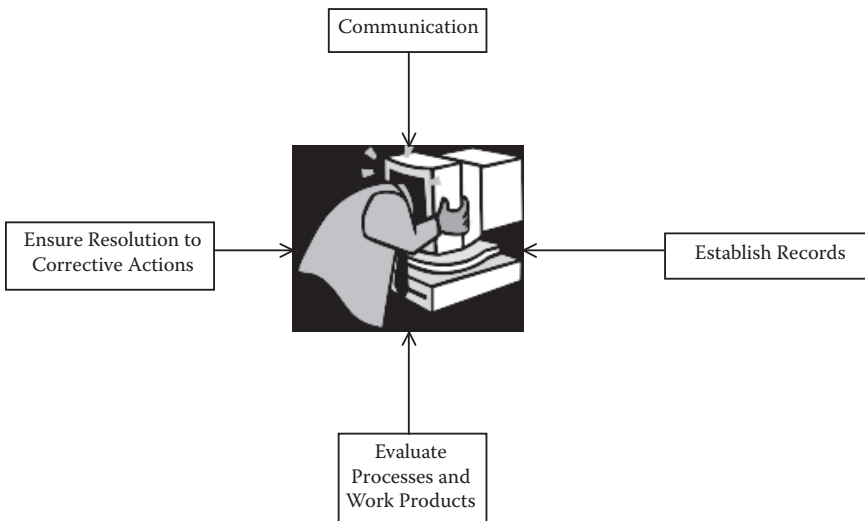 Communication
Ensure Resolution to
Corrective Actions
Establish Records
Evaluate
Processes and
Work Products